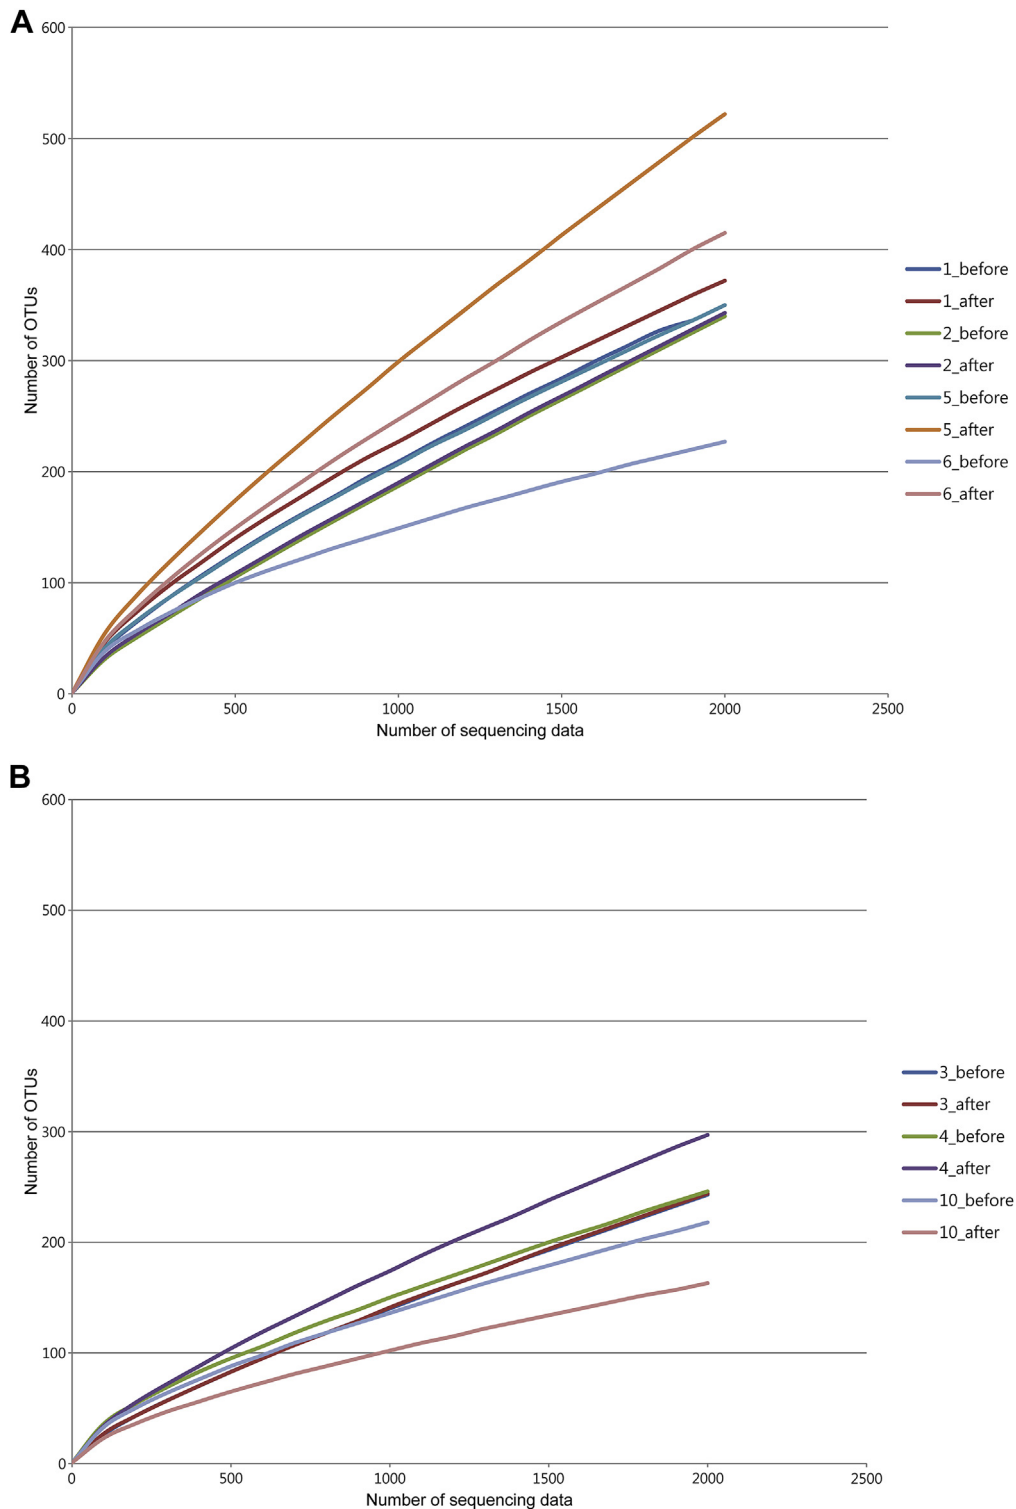 A
600
500
400
300
200
100
0
Number of OTUs
0 500 1000 1500 2000 2500
Number of sequencing data
1_before
1_after
2_before
2_after
5_before
5_after
6_before
6_after
B
600
500
400
300
200
100
0
Number of OTUs
0 500 1000 1500 2000 2500
Number of sequencing data
3_before
3_after
4_before
4_after
10_before
10_after